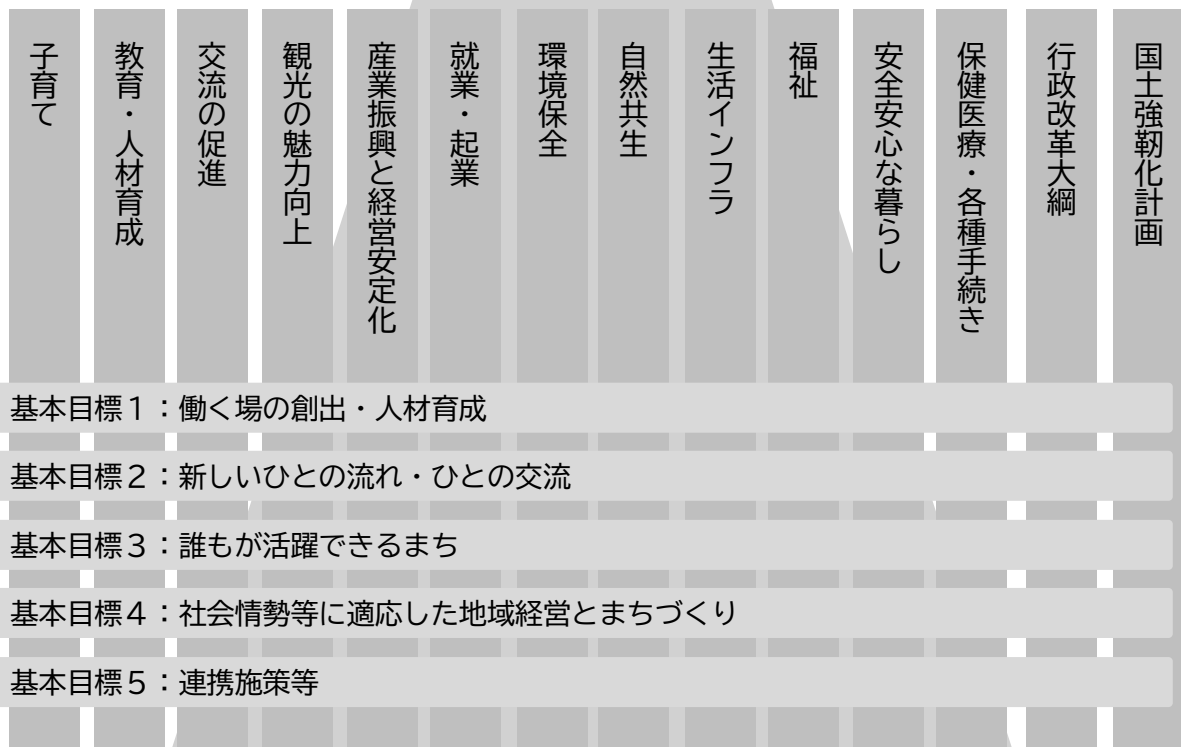 子育て
教育・人材育成
交流の促進
観光の魅力向上
産業振興と経営安定化
就業・起業
環境保全
自然共生
生活インフラ
福祉
安全安心な暮らし
保健医療・各種手続き
行政改革大綱
国土強靭化計画
基本目標１：働く場の創出・人材育成
基本目標２：新しいひとの流れ・ひとの交流
基本目標３：誰もが活躍できるまち
基本目標４：社会情勢等に適応した地域経営とまちづくり
基本目標５：連携施策等